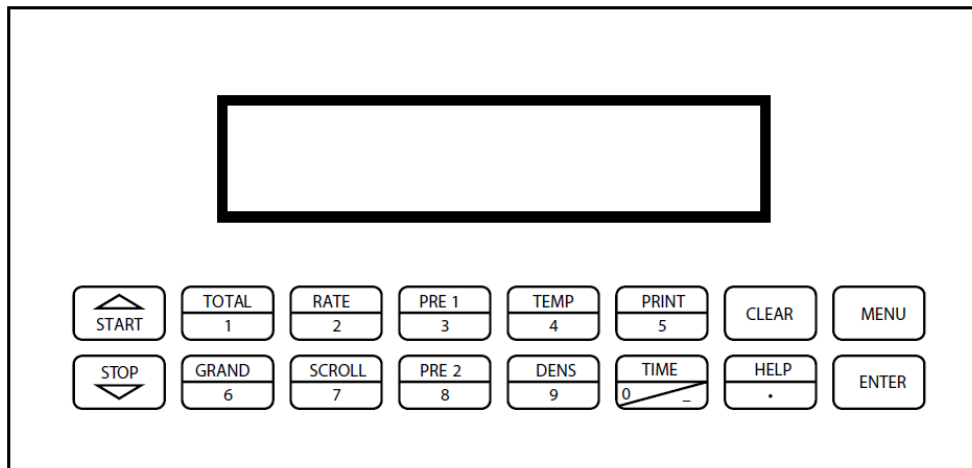 START
TOTAL
1
RATE
2
PRE 1
3
TEMP
4
PRINT
5
CLEAR
MENU
STOP
GRAND
6
SCROLL
7
PRE 2
8
DENS
9
TIME
0 _
HELP
.
ENTER